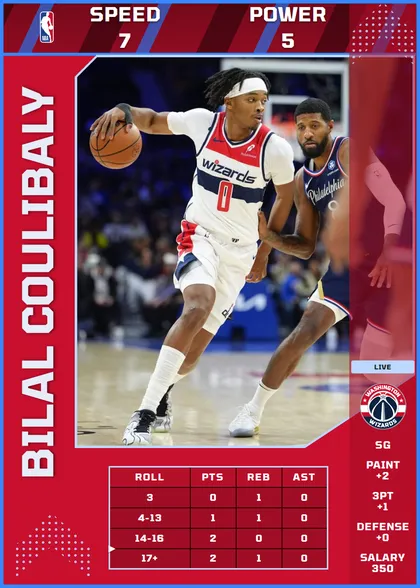 SPEED
7
POWER
5
NBA
BILAL COULIBALY
wizards
0
Philadelphia
LIVE
WASHINGTON
WIZARDS
SG
PAINT
+2
3PT
+1
DEFENSE
+0
SALARY
350
ROLL PTS REB AST
3 0 1 0
4-13 1 1 0
14-16 2 0 0
17+ 2 1 0